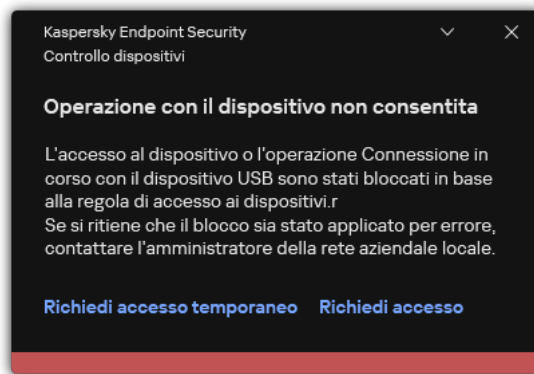 Kaspersky Endpoint Security
Controllo dispositivi
Operazione con il dispositivo non consentita
L'accesso al dispositivo o l'operazione Connessione in
corso con il dispositivo USB sono stati bloccati in base
alla regola di accesso ai dispositivi.r
Se si ritiene che il blocco sia stato applicato per errore,
contattare l'amministratore della rete aziendale locale.
Richiedi accesso temporaneo Richiedi accesso